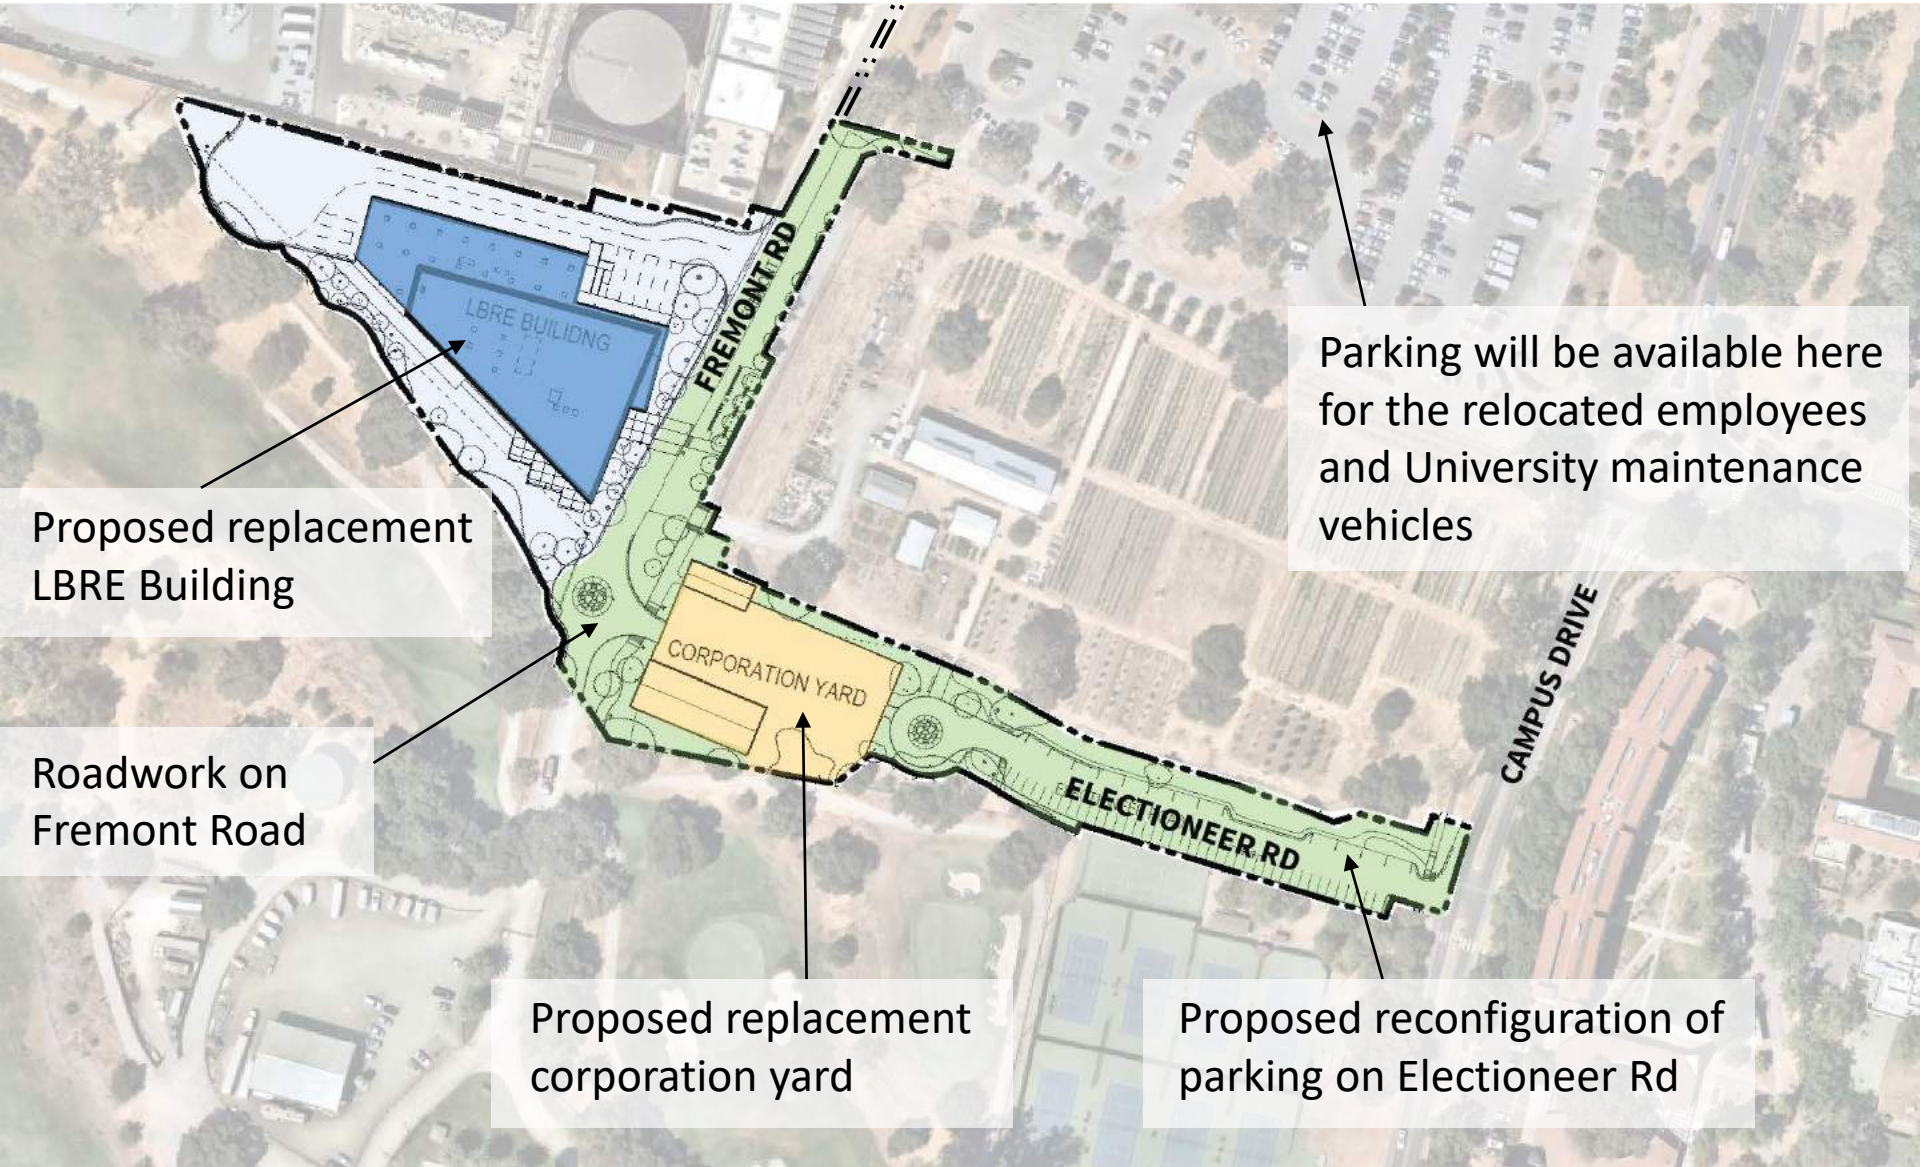 FREMONT RD
LBRE BUILIDNG
Parking will be available here
for the relocated employees
and University maintenance
vehicles
Proposed replacement
LBRE Building
CORPORATION YARD
CAMPUS DRIVE
Roadwork on
Fremont Road
ELECTIONEER RD
Proposed replacement
corporation yard
Proposed reconfiguration of
parking on Electioneer Rd